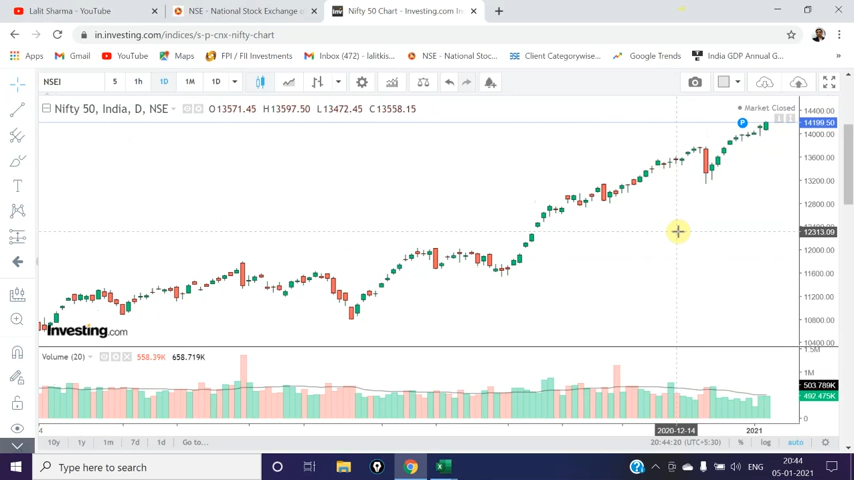 Lalit Sharma - YouTube
NSE - National Stock Exchange o
Nifty 50 Chart - Investing.com In
in.investing.com/indices/s-p-cnx-nifty-chart
Apps
Gmail
YouTube
Maps
FPI / FII Investments
Inbox (472) - lalitkis...
NSE - National Stoc...
Client Categorywise...
Google Trends
India GDP Annual G...
»
NSEI
5
1h
1D
1M
1D
Nifty 50, India, D, NSE
O13571.45 H13597.50 L13472.45 C13558.15
Market Closed
P
14400.00
14199.50
14000.00
13600.00
13200.00
12800.00
12313.09
12000.00
11600.00
11200.00
10800.00
10400.00
Investing.com
Volume (20)
558.39K
658.719K
1.5M
1M
503.789K
492.475K
0
4
2020-12-14
2021
10y
1y
1m
7d
1d
Go to...
20:44:20 (UTC+5:30)
%
log
auto
Type here to search
ENG
20:44
05-01-2021